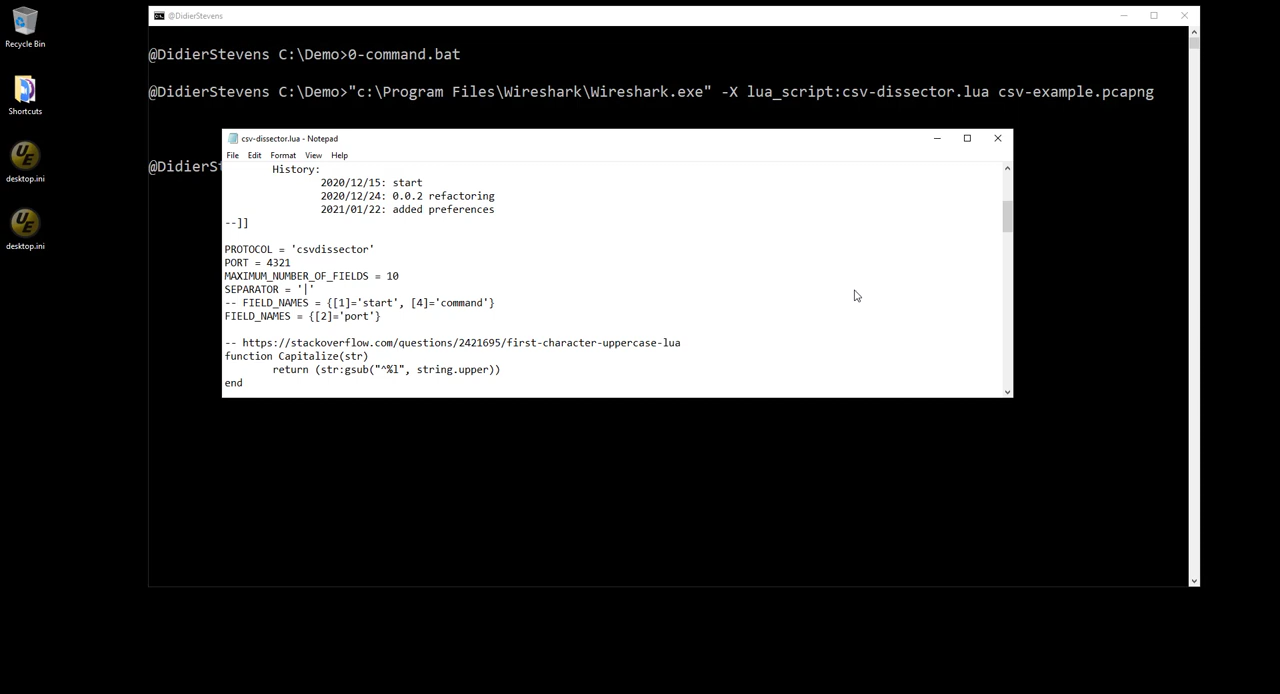 Recycle Bin
Shortcuts
desktop.ini
desktop.ini
@DidierStevens
@DidierStevens C:\Demo>0-command.bat
@DidierStevens C:\Demo>"c:\Program Files\Wireshark\Wireshark.exe" -X lua_script:csv-dissector.lua csv-example.pcapng
@DidierSt
csv-dissector.lua - Notepad
File Edit Format View Help
History:
2020/12/15: start
2020/12/24: 0.0.2 refactoring
2021/01/22: added preferences
--]]
PROTOCOL = 'csvdissector'
PORT = 4321
MAXIMUM_NUMBER_OF_FIELDS = 10
SEPARATOR = '|'
-- FIELD_NAMES = {[1]='start', [4]='command'}
FIELD_NAMES = {[2]='port'}
-- https://stackoverflow.com/questions/2421695/first-character-uppercase-lua
function Capitalize(str)
return (str:gsub("^%l", string.upper))
end